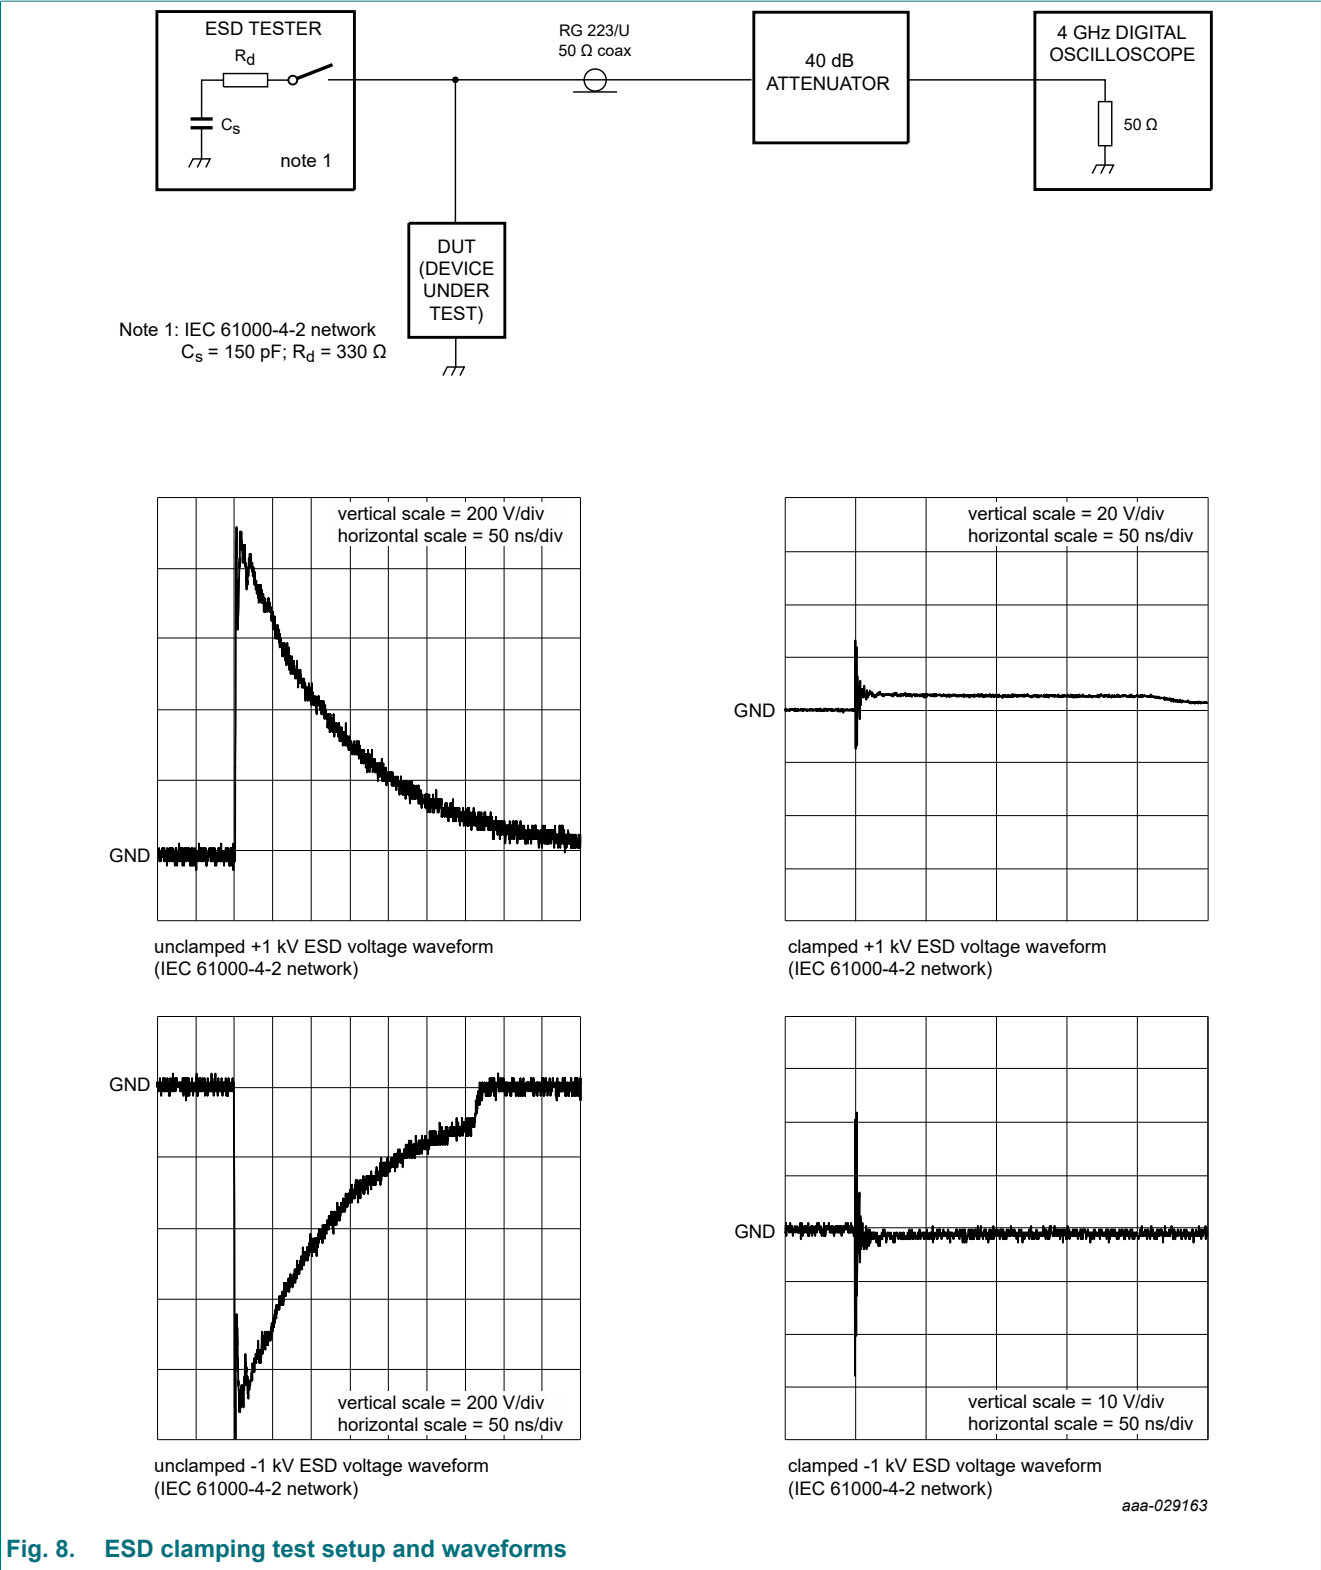 ESD TESTER
Rd
Cs
note 1
RG 223/U
50 Ω coax
40 dB
ATTENUATOR
4 GHz DIGITAL
OSCILLOSCOPE
50 Ω
DUT
(DEVICE
UNDER
TEST)
Note 1: IEC 61000-4-2 network
Cs = 150 pF; Rd = 330 Ω
vertical scale = 200 V/div
horizontal scale = 50 ns/div
GND
unclamped +1 kV ESD voltage waveform
(IEC 61000-4-2 network)
vertical scale = 20 V/div
horizontal scale = 50 ns/div
GND
clamped +1 kV ESD voltage waveform
(IEC 61000-4-2 network)
GND
vertical scale = 200 V/div
horizontal scale = 50 ns/div
unclamped -1 kV ESD voltage waveform
(IEC 61000-4-2 network)
GND
vertical scale = 10 V/div
horizontal scale = 50 ns/div
clamped -1 kV ESD voltage waveform
(IEC 61000-4-2 network)
aaa-029163
Fig. 8. ESD clamping test setup and waveforms